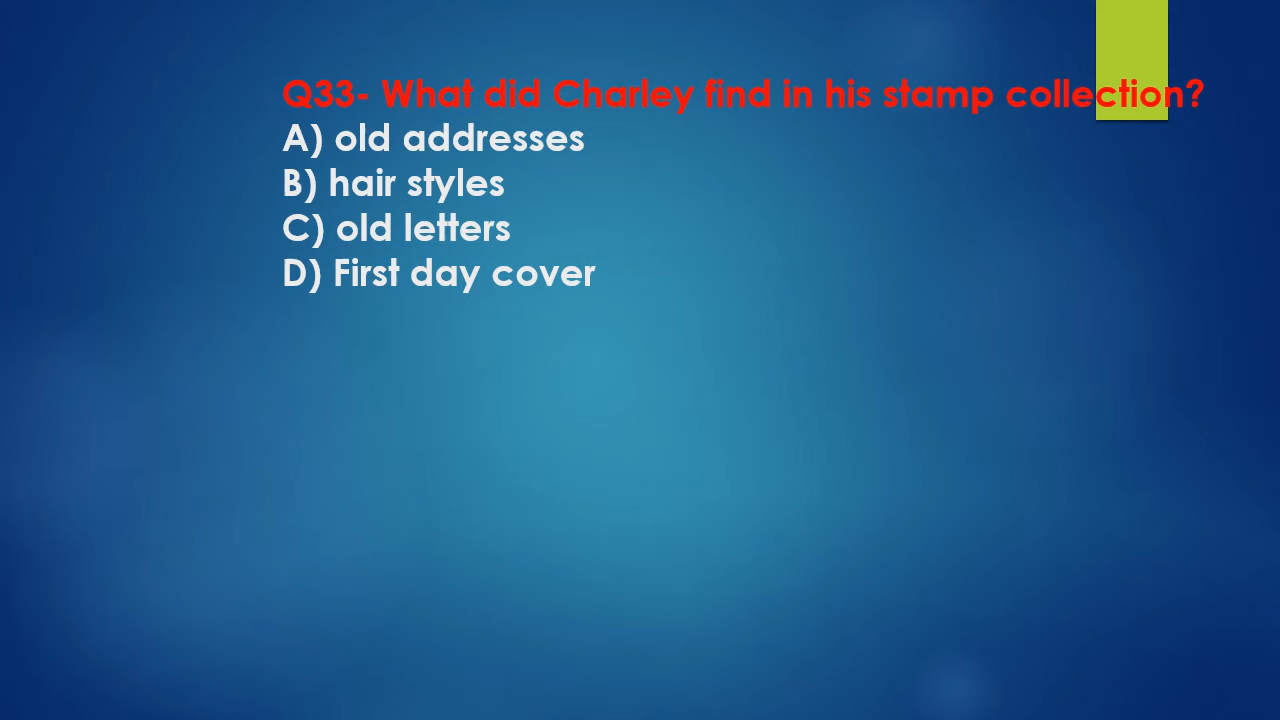 Q33- What did Charley find in his stamp collection?
A) old addresses
B) hair styles
C) old letters
D) First day cover